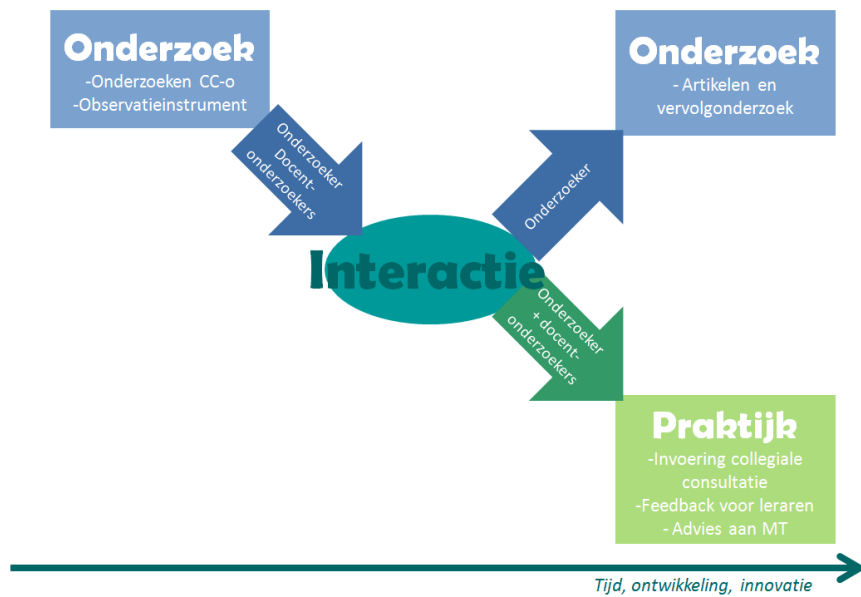 Onderzoek
-Onderzoeken CC-o
-Observatieinstrument
Onderzoeker
Docent-
onderzoekers
Interactie
Onderzoeker
Onderzoek
- Artikelen en
vervolgonderzoek
Onderzoeker
+ docent-
onderzoekers
Praktijk
-Invoering collegiale
consultatie
-Feedback voor leraren
- Advies aan MT
Tijd, ontwikkeling, innovatie